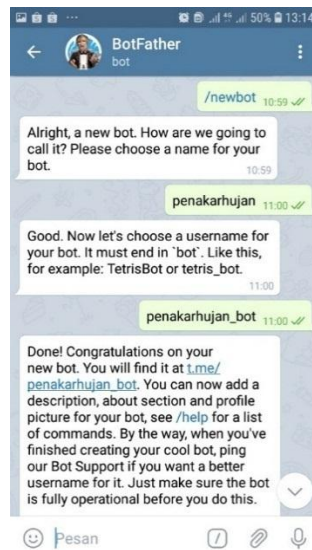 50% 13:14
BotFather
bot
/newbot 10:59
Alright, a new bot. How are we going to
call it? Please choose a name for your
bot.
10:59
penakarhujan 11:00
Good. Now let's choose a username for
your bot. It must end in `bot`. Like this,
for example: TetrisBot or tetris_bot.
11:00
penakarhujan_bot 11:00
Done! Congratulations on your
new bot. You will find it at t.me/
penakarhujan_bot. You can now add a
description, about section and profile
picture for your bot, see /help for a list
of commands. By the way, when you've
finished creating your cool bot, ping
our Bot Support if you want a better
username for it. Just make sure the bot
is fully operational before you do this.
Pesan